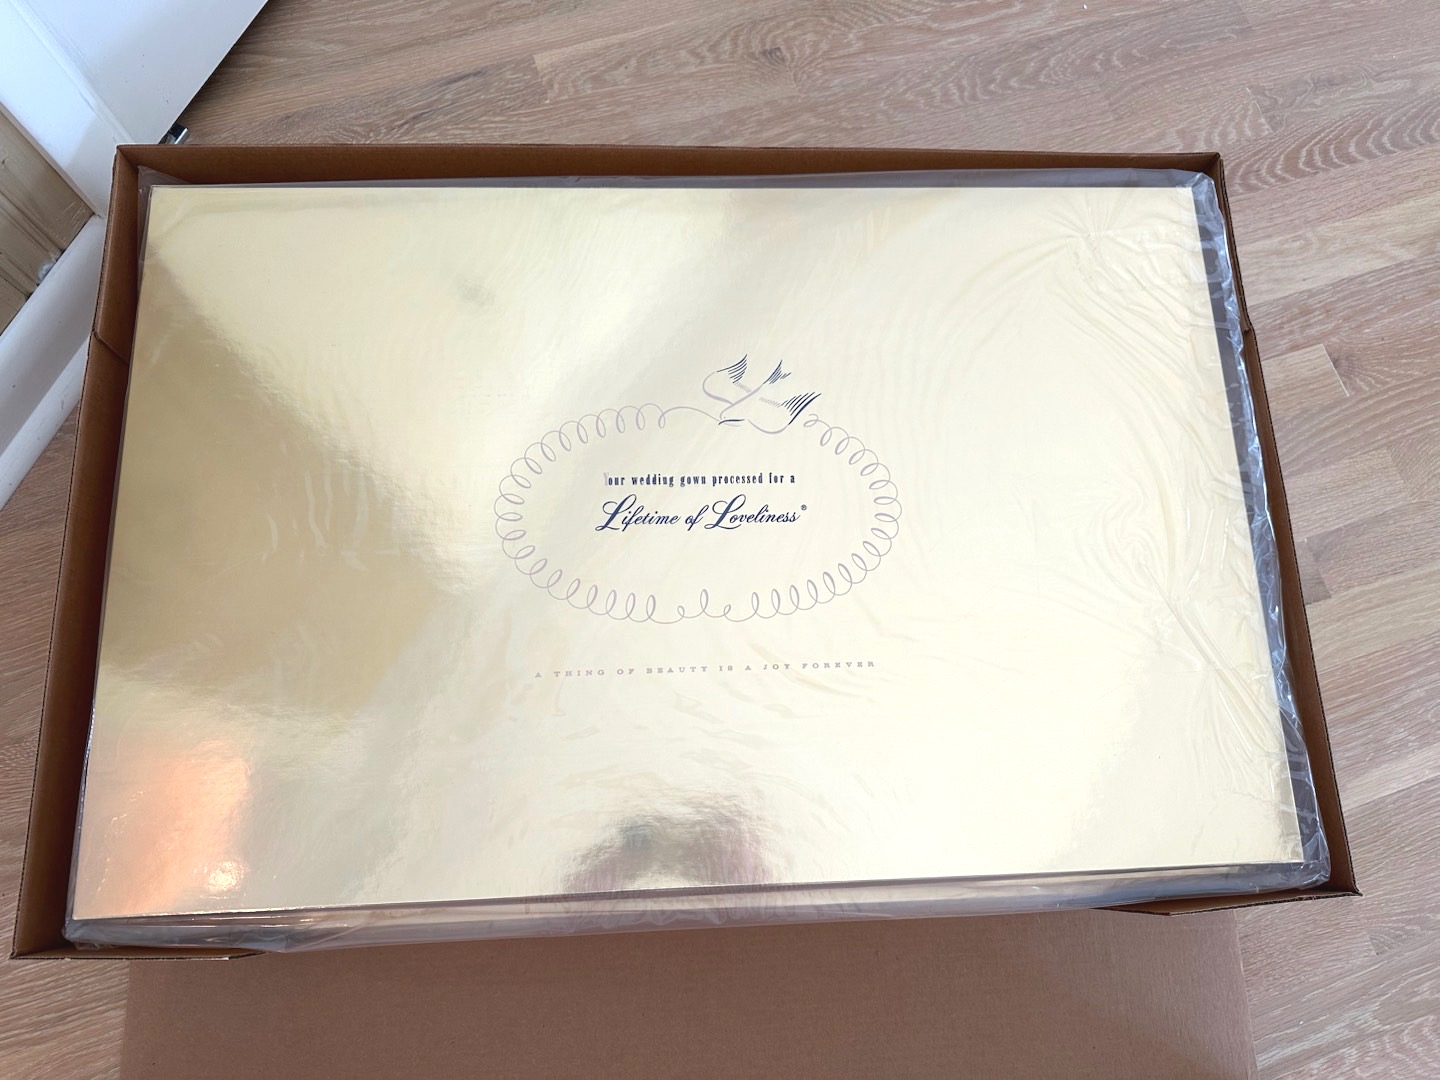 Your wedding gown processed for a
Lifetime of Loveliness®
A THING OF BEAUTY IS A JOY FOREVER